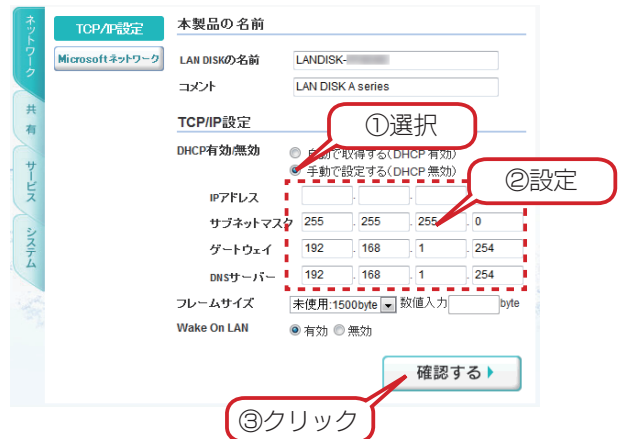 ネットワーク
共有
サービス
システム
TCP/IP設定
Microsoftネットワーク
本製品の名前
LAN DISKの名前 LANDISK-
コメント LAN DISK A series
TCP/IP設定
①選択
DHCP有効/無効 自動で取得する(DHCP 有効)
手動で設定する(DHCP 無効)
②設定
IPアドレス . . .
サブネットマスク 255 . 255 . 255 . 0
ゲートウェイ 192 . 168 . 1 . 254
DNSサーバー 192 . 168 . 1 . 254
フレームサイズ 未使用:1500byte 数値入力 byte
Wake On LAN 有効 無効
確認する
③クリック